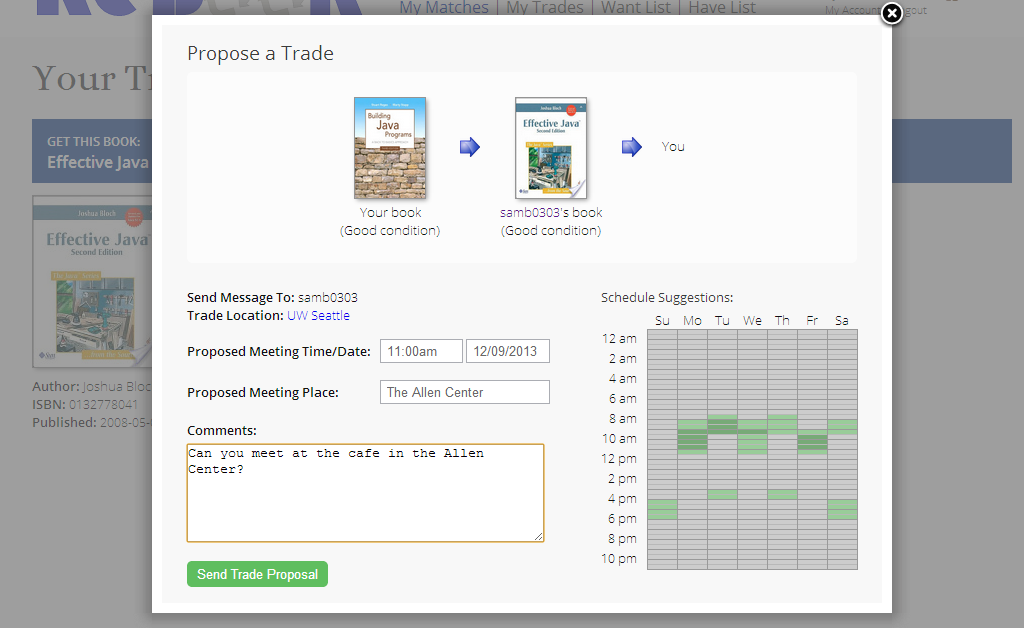 My Matches My Trades Want List Have List
My Account
Propose a Trade
Your
GET THIS BOOK:
Effective Java
Building
Java
Programs
Joshua Bloch
Effective Java
Second Edition
You
Your book
(Good condition)
samb0303's book
(Good condition)
Joshua Bloch
Effective Java
Second Edition
Author: Joshua Bloc
ISBN: 0132778041
Published: 2008-05-
Send Message To: samb0303
Trade Location: UW Seattle
Proposed Meeting Time/Date: 11:00am 12/09/2013
Proposed Meeting Place: The Allen Center
Comments:
Can you meet at the cafe in the Allen
Center?
Send Trade Proposal
Schedule Suggestions:
Su Mo Tu We Th Fr Sa
12 am
2 am
4 am
6 am
8 am
10 am
12 pm
2 pm
4 pm
6 pm
8 pm
10 pm